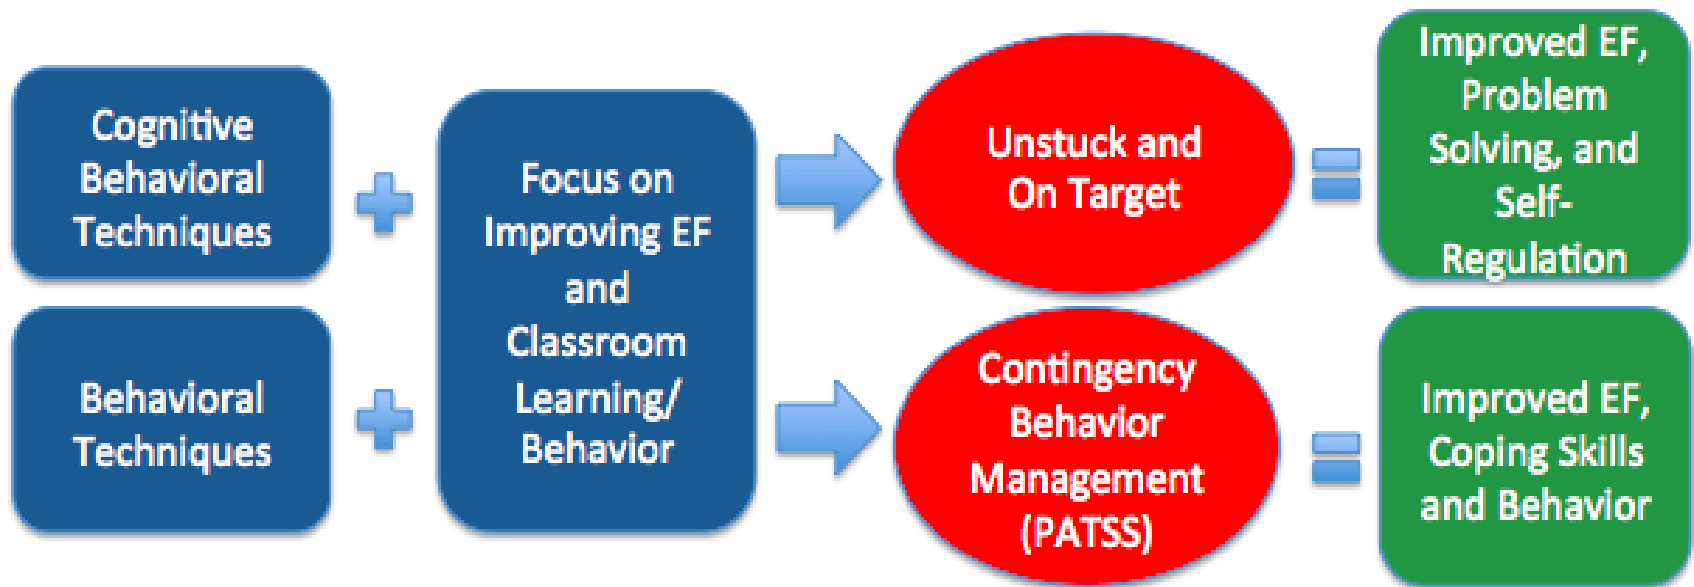 Cognitive
Behavioral
Techniques
Focus on
Improving EF
and
Classroom
Learning/
Behavior
Unstuck and
On Target
Improved EF,
Problem
Solving, and
Self-
Regulation
Behavioral
Techniques
Contingency
Behavior
Management
(PATSS)
Improved EF,
Coping Skills
and Behavior